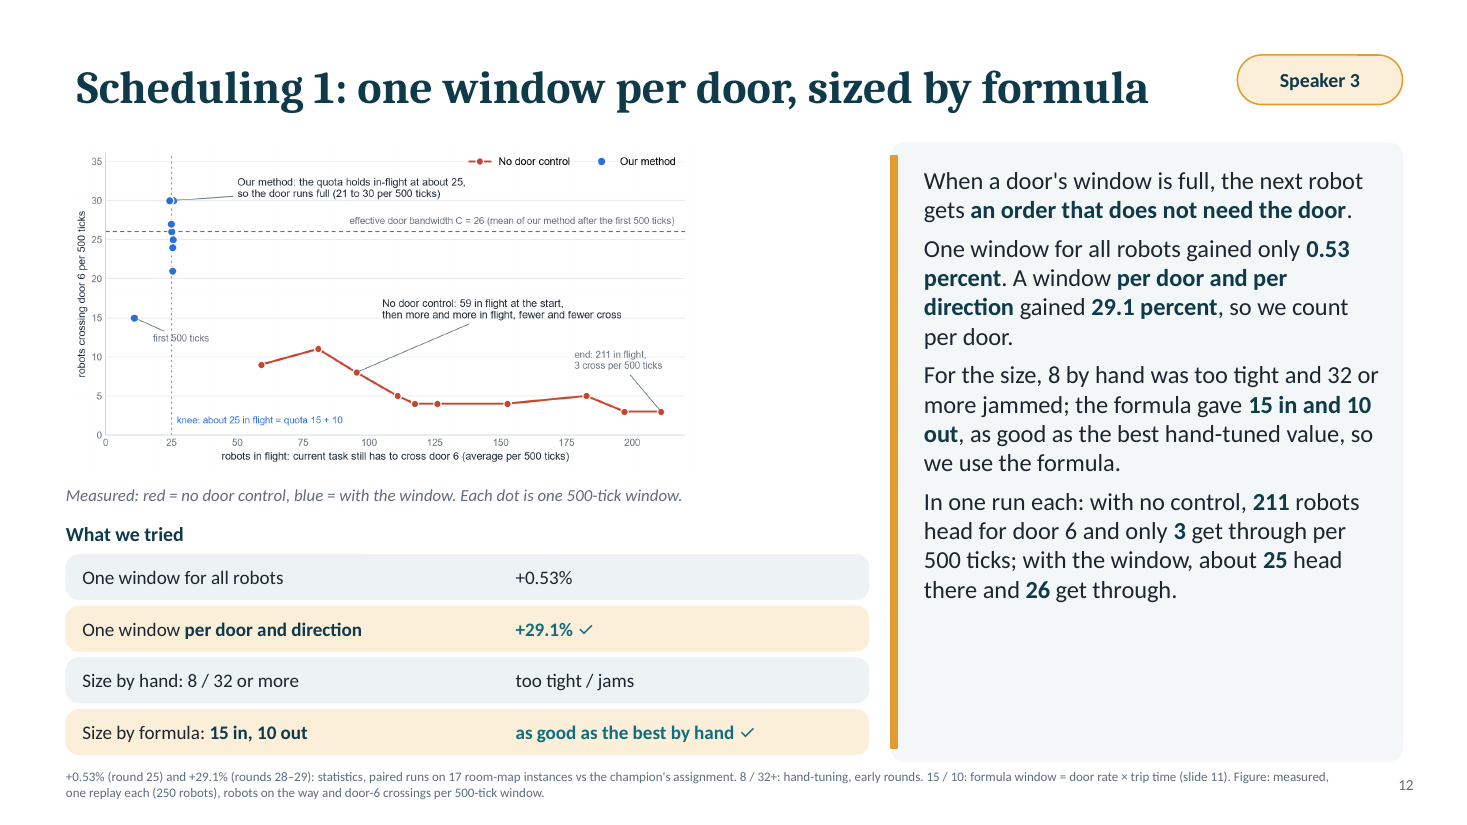 Scheduling 1: one window per door, sized by formula
Speaker 3
No door control
Our method
35
30
25
20
15
10
5
0
robots crossing door 6 per 500 ticks
Our method: the quota holds in-flight at about 25,
so the door runs full (21 to 30 per 500 ticks)
effective door bandwidth C = 26 (mean of our method after the first 500 ticks)
No door control: 59 in flight at the start,
then more and more in flight, fewer and fewer cross
first 500 ticks
end: 211 in flight,
3 cross per 500 ticks
knee: about 25 in flight = quota 15 + 10
0 25 50 75 100 125 150 175 200
robots in flight: current task still has to cross door 6 (average per 500 ticks)
Measured: red = no door control, blue = with the window. Each dot is one 500-tick window.
What we tried
One window for all robots +0.53%
One window per door and direction +29.1% ✓
Size by hand: 8 / 32 or more too tight / jams
Size by formula: 15 in, 10 out as good as the best by hand ✓
When a door's window is full, the next robot
gets an order that does not need the door.
One window for all robots gained only 0.53
percent. A window per door and per
direction gained 29.1 percent, so we count
per door.
For the size, 8 by hand was too tight and 32 or
more jammed; the formula gave 15 in and 10
out, as good as the best hand-tuned value, so
we use the formula.
In one run each: with no control, 211 robots
head for door 6 and only 3 get through per
500 ticks; with the window, about 25 head
there and 26 get through.
+0.53% (round 25) and +29.1% (rounds 28–29): statistics, paired runs on 17 room-map instances vs the champion's assignment. 8 / 32+: hand-tuning, early rounds. 15 / 10: formula window = door rate × trip time (slide 11). Figure: measured,
one replay each (250 robots), robots on the way and door-6 crossings per 500-tick window.
12